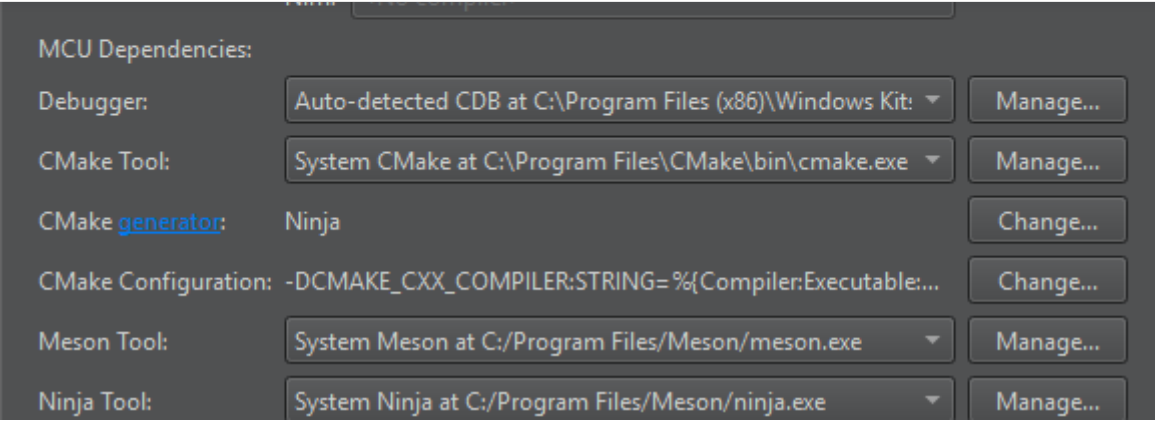 MCU Dependencies:
Debugger: Auto-detected CDB at C:\Program Files (x86)\Windows Kit: Manage...
CMake Tool: System CMake at C:\Program Files\CMake\bin\cmake.exe Manage...
CMake generator: Ninja Change...
CMake Configuration: -DCMAKE_CXX_COMPILER:STRING=%{Compiler:Executable:... Change...
Meson Tool: System Meson at C:/Program Files/Meson/meson.exe Manage...
Ninja Tool: System Ninja at C:/Program Files/Meson/ninja.exe Manage...